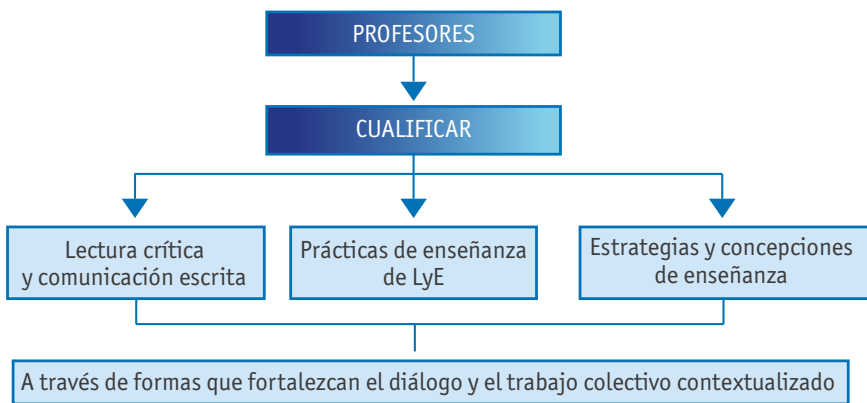 PROFESORES
CUALIFICAR
Lectura crítica
y comunicación escrita
Prácticas de enseñanza
de LyE
Estrategias y concepciones
de enseñanza
A través de formas que fortalezcan el diálogo y el trabajo colectivo contextualizado